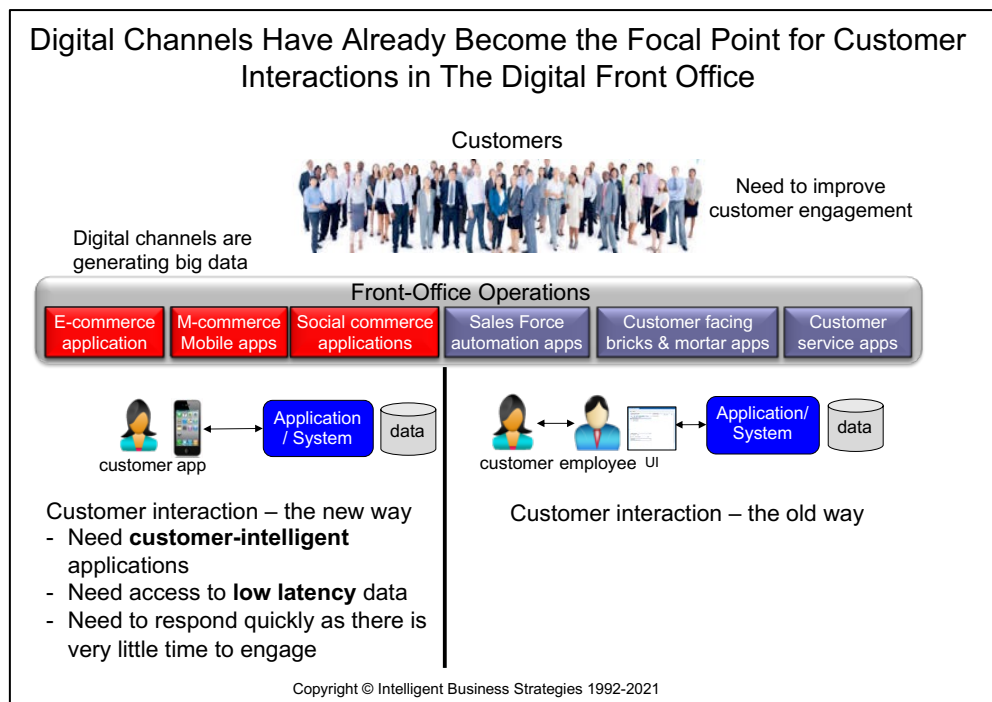 Digital Channels Have Already Become the Focal Point for Customer
Interactions in The Digital Front Office
Customers
Need to improve
customer engagement
Digital channels are
generating big data
Front-Office Operations
E-commerce
application
M-commerce
Mobile apps
Social commerce
applications
Sales Force
automation apps
Customer facing
bricks & mortar apps
Customer
service apps
Application
/ System
data
customer app
Application/
System
data
customer employee UI
Customer interaction – the new way
- Need customer-intelligent
applications
- Need access to low latency data
- Need to respond quickly as there is
very little time to engage
Customer interaction – the old way
Copyright © Intelligent Business Strategies 1992-2021